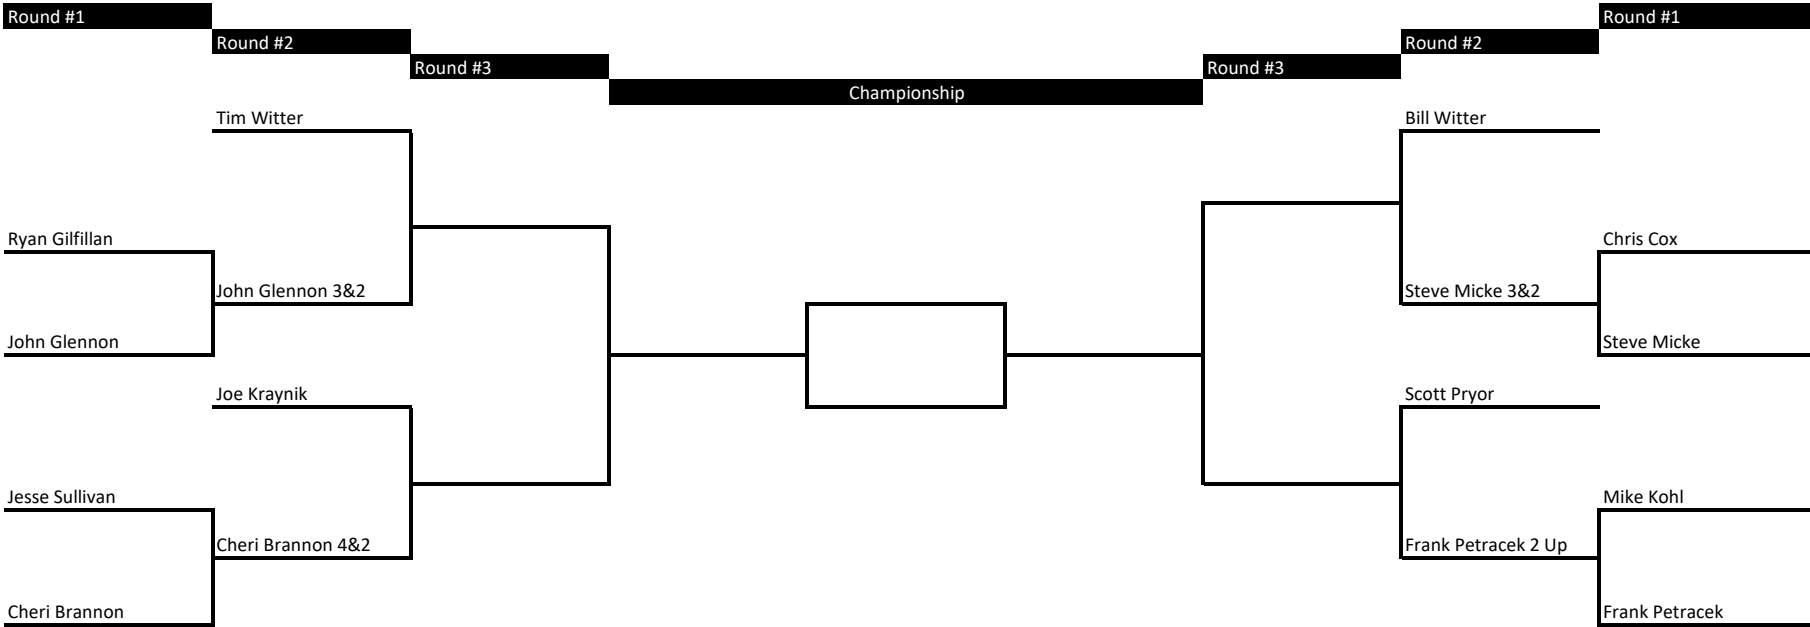 Round #1
Round #1
Round #2
Round #2
Round #3
Round #3
Championship
Tim Witter
Bill Witter
Ryan Gilfillan
Chris Cox
John Glennon 3&2
Steve Micke 3&2
John Glennon
Steve Micke
Joe Kraynik
Scott Pryor
Jesse Sullivan
Mike Kohl
Cheri Brannon 4&2
Frank Petracek 2 Up
Cheri Brannon
Frank Petracek